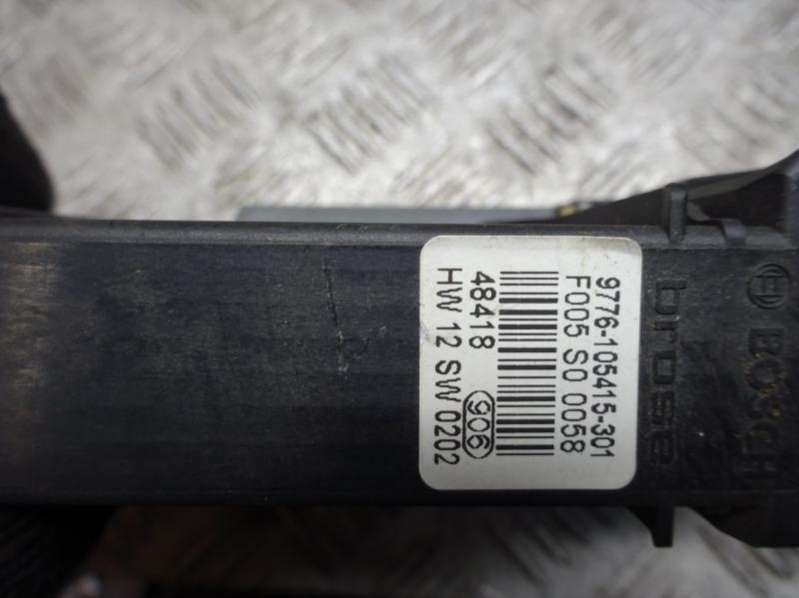 BOSCH
brose
9776-105415-301
F005 S0 0058
48418 906
HW 12 SW 0202